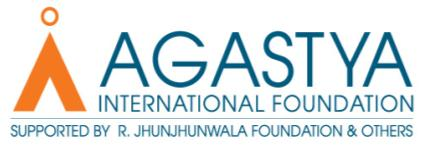 AGASTYA
INTERNATIONAL FOUNDATION
SUPPORTED BY R. JHUNJHUNWALA FOUNDATION & OTHERS